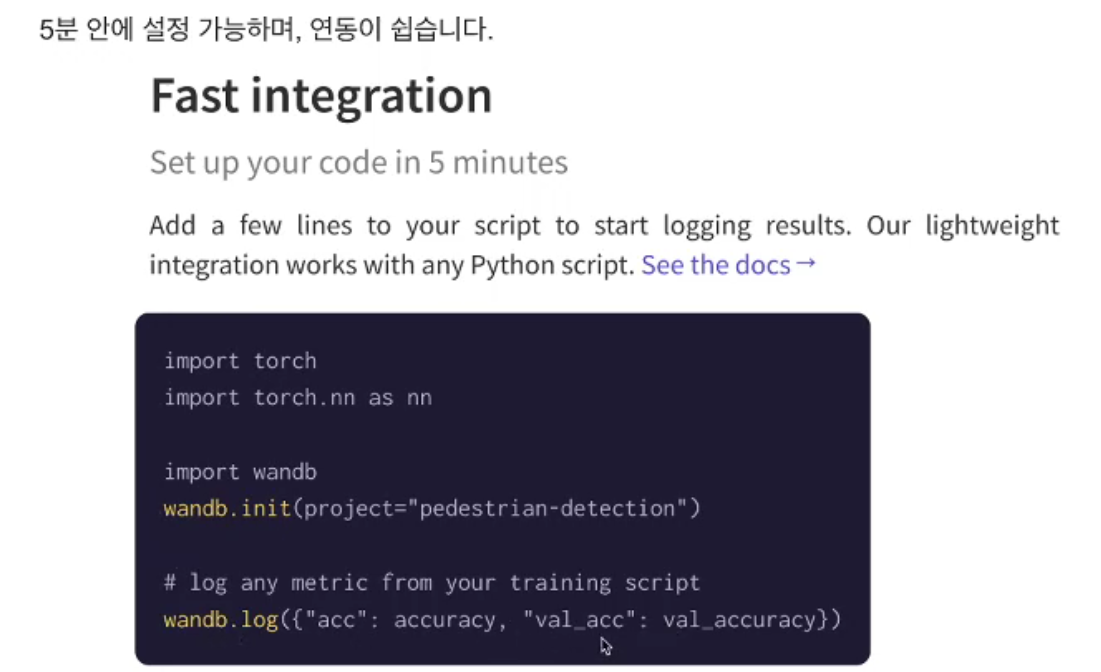 5분 안에 설정 가능하며, 연동이 쉽습니다.
Fast integration
Set up your code in 5 minutes
Add a few lines to your script to start logging results. Our lightweight
integration works with any Python script. See the docs→
import torch
import torch.nn as nn
import wandb
wandb.init(project="pedestrian-detection")
# log any metric from your training script
wandb.log({"acc": accuracy, "val_acc": val_accuracy})